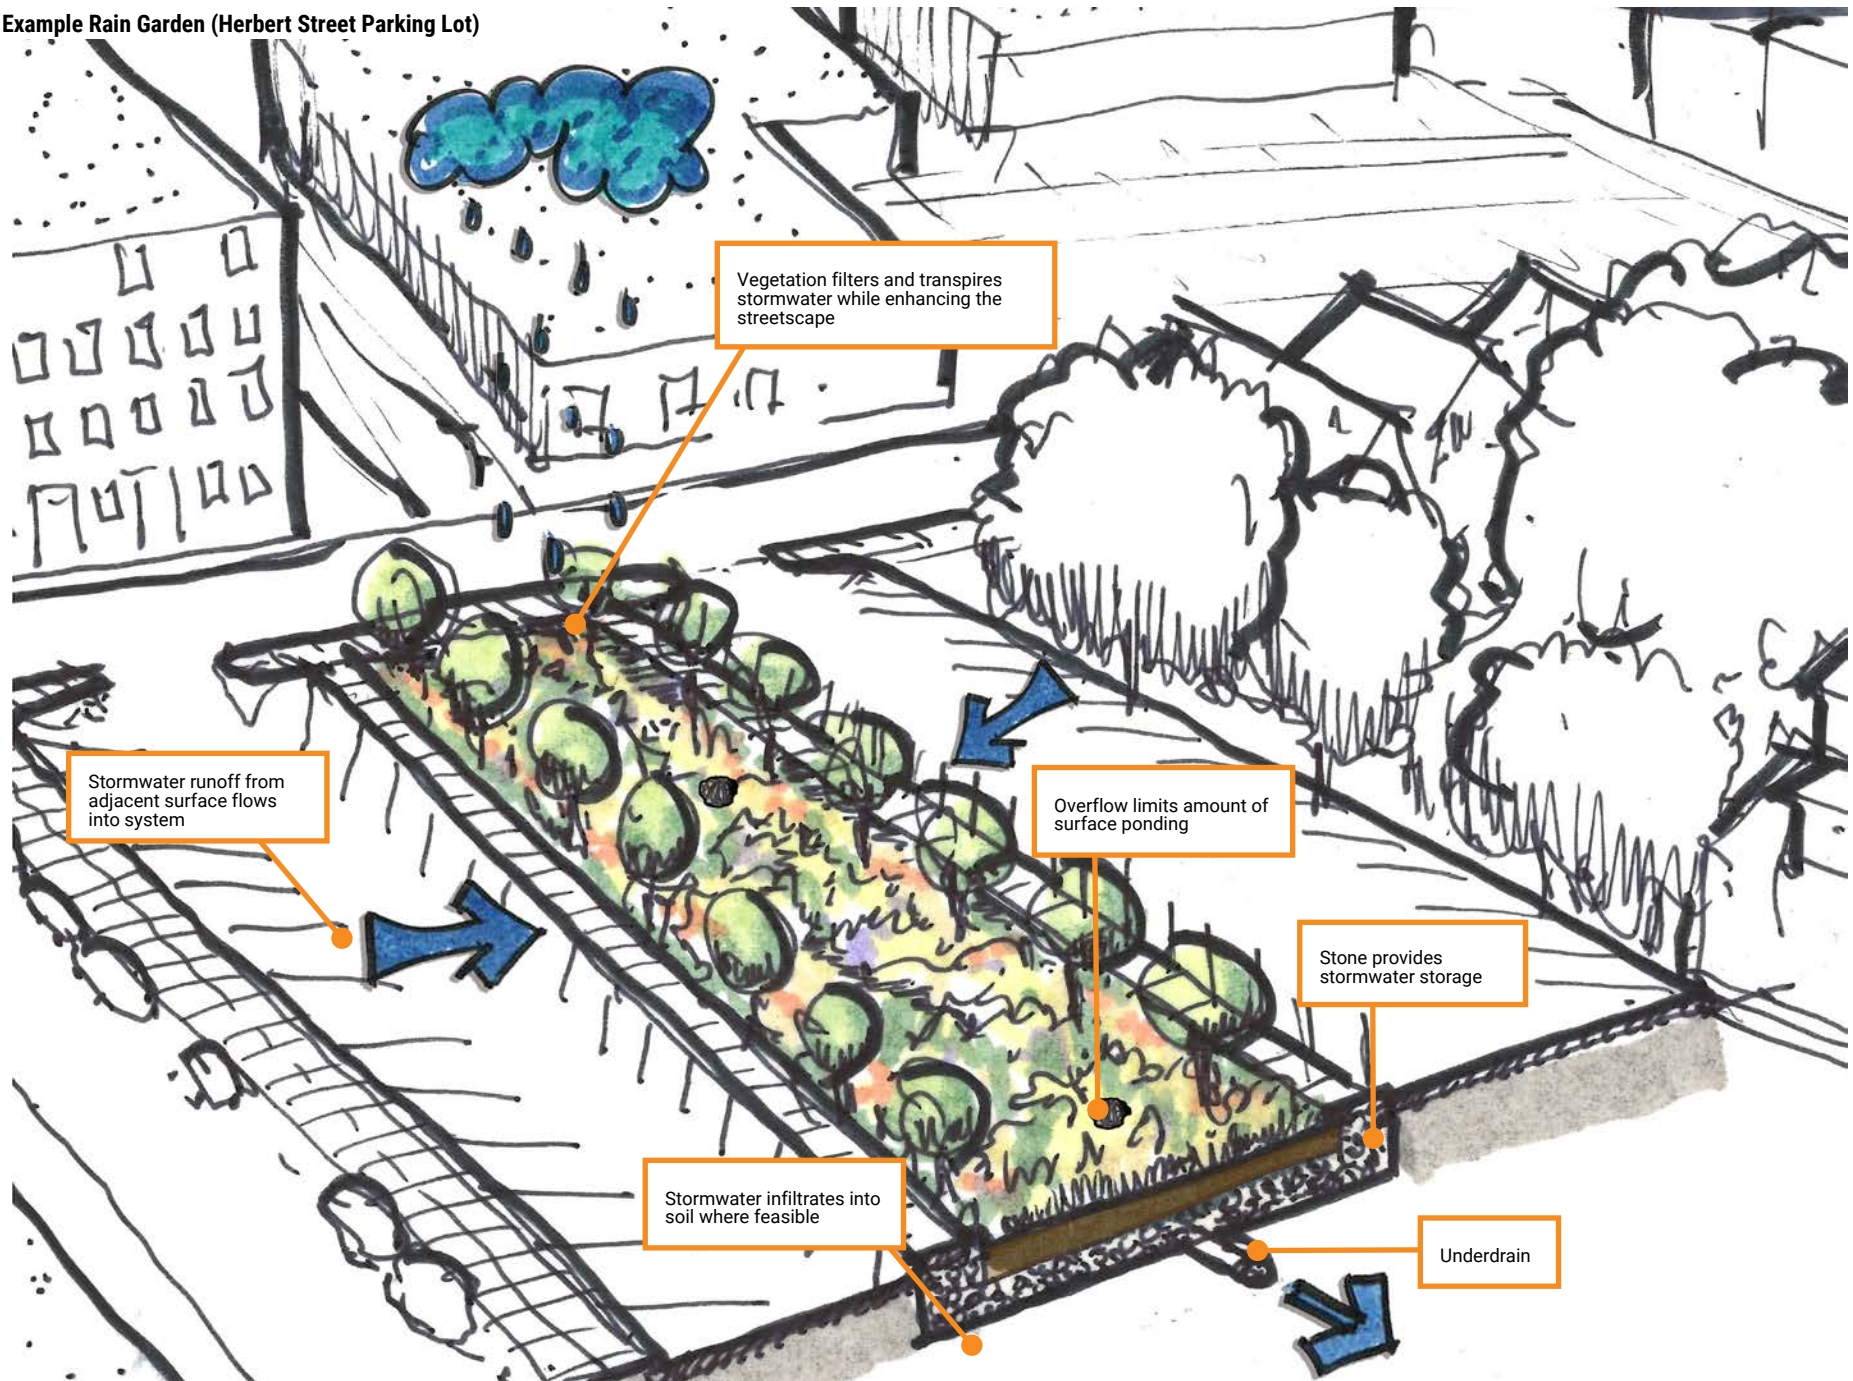 Example Rain Garden (Herbert Street Parking Lot)
Vegetation filters and transpires
stormwater while enhancing the
streetscape
Stormwater runoff from
adjacent surface flows
into system
Overflow limits amount of
surface ponding
Stone provides
stormwater storage
Stormwater infiltrates into
soil where feasible
Underdrain